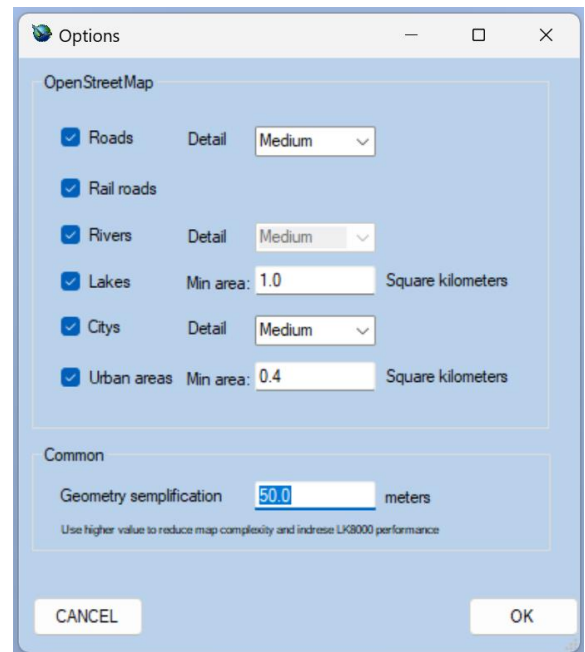 Options
OpenStreetMap
Roads Detail Medium
Rail roads
Rivers Detail Medium
Lakes Min area: 1.0 Square kilometers
Citys Detail Medium
Urban areas Min area: 0.4 Square kilometers
Common
Geometry semplification 50.0 meters
Use higher value to reduce map complexity and indrese LK8000 performance
CANCEL OK